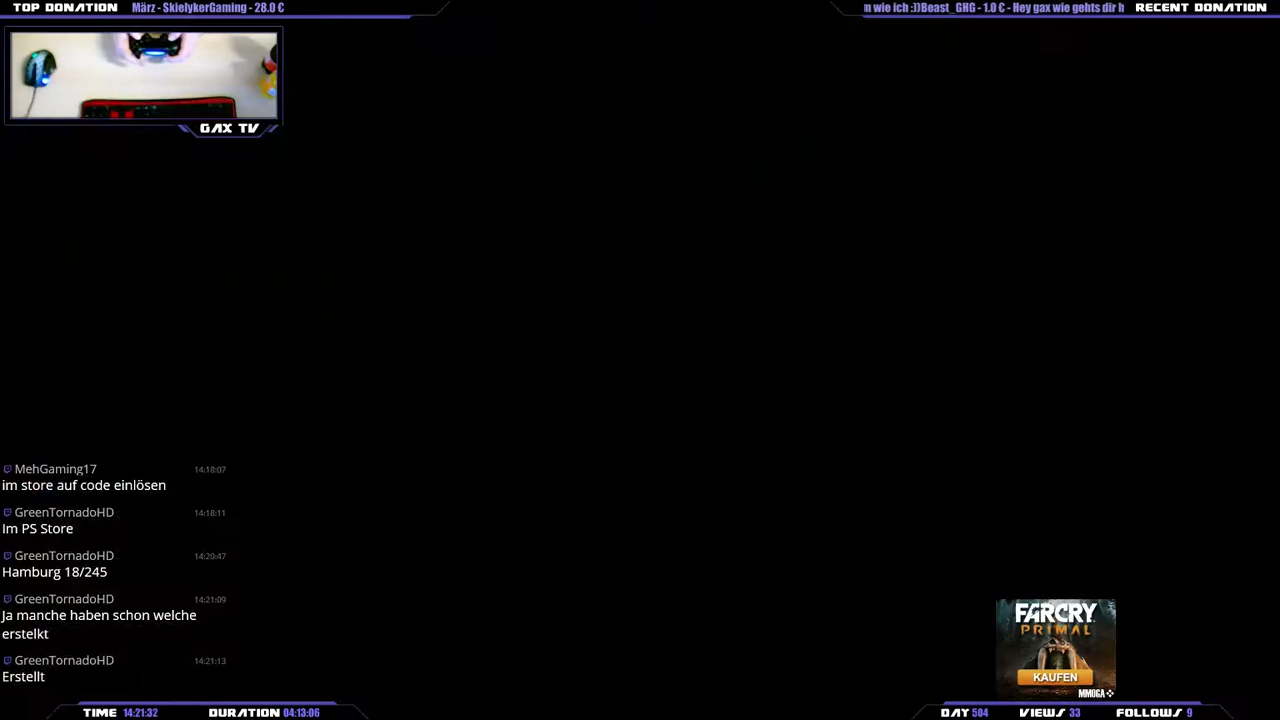 TOP DONATION März - SkielykerGaming - 28.0 €
m wie ich :))Beast_GHG - 1.0 € - Hey gax wie gehts dir h RECENT DONATION
GAX TV
MehGaming17 14:18:07
im store auf code einlösen
GreenTornadoHD 14:18:11
Im PS Store
GreenTornadoHD 14:20:47
Hamburg 18/245
GreenTornadoHD 14:21:09
Ja manche haben schon welche
erstelkt
GreenTornadoHD 14:21:13
Erstellt
FARCRY
PRIMAL
KAUFEN
MMOGA
TIME 14:21:32 DURATION 04:13:06
DAY 504 VIEWS 33 FOLLOWS 9